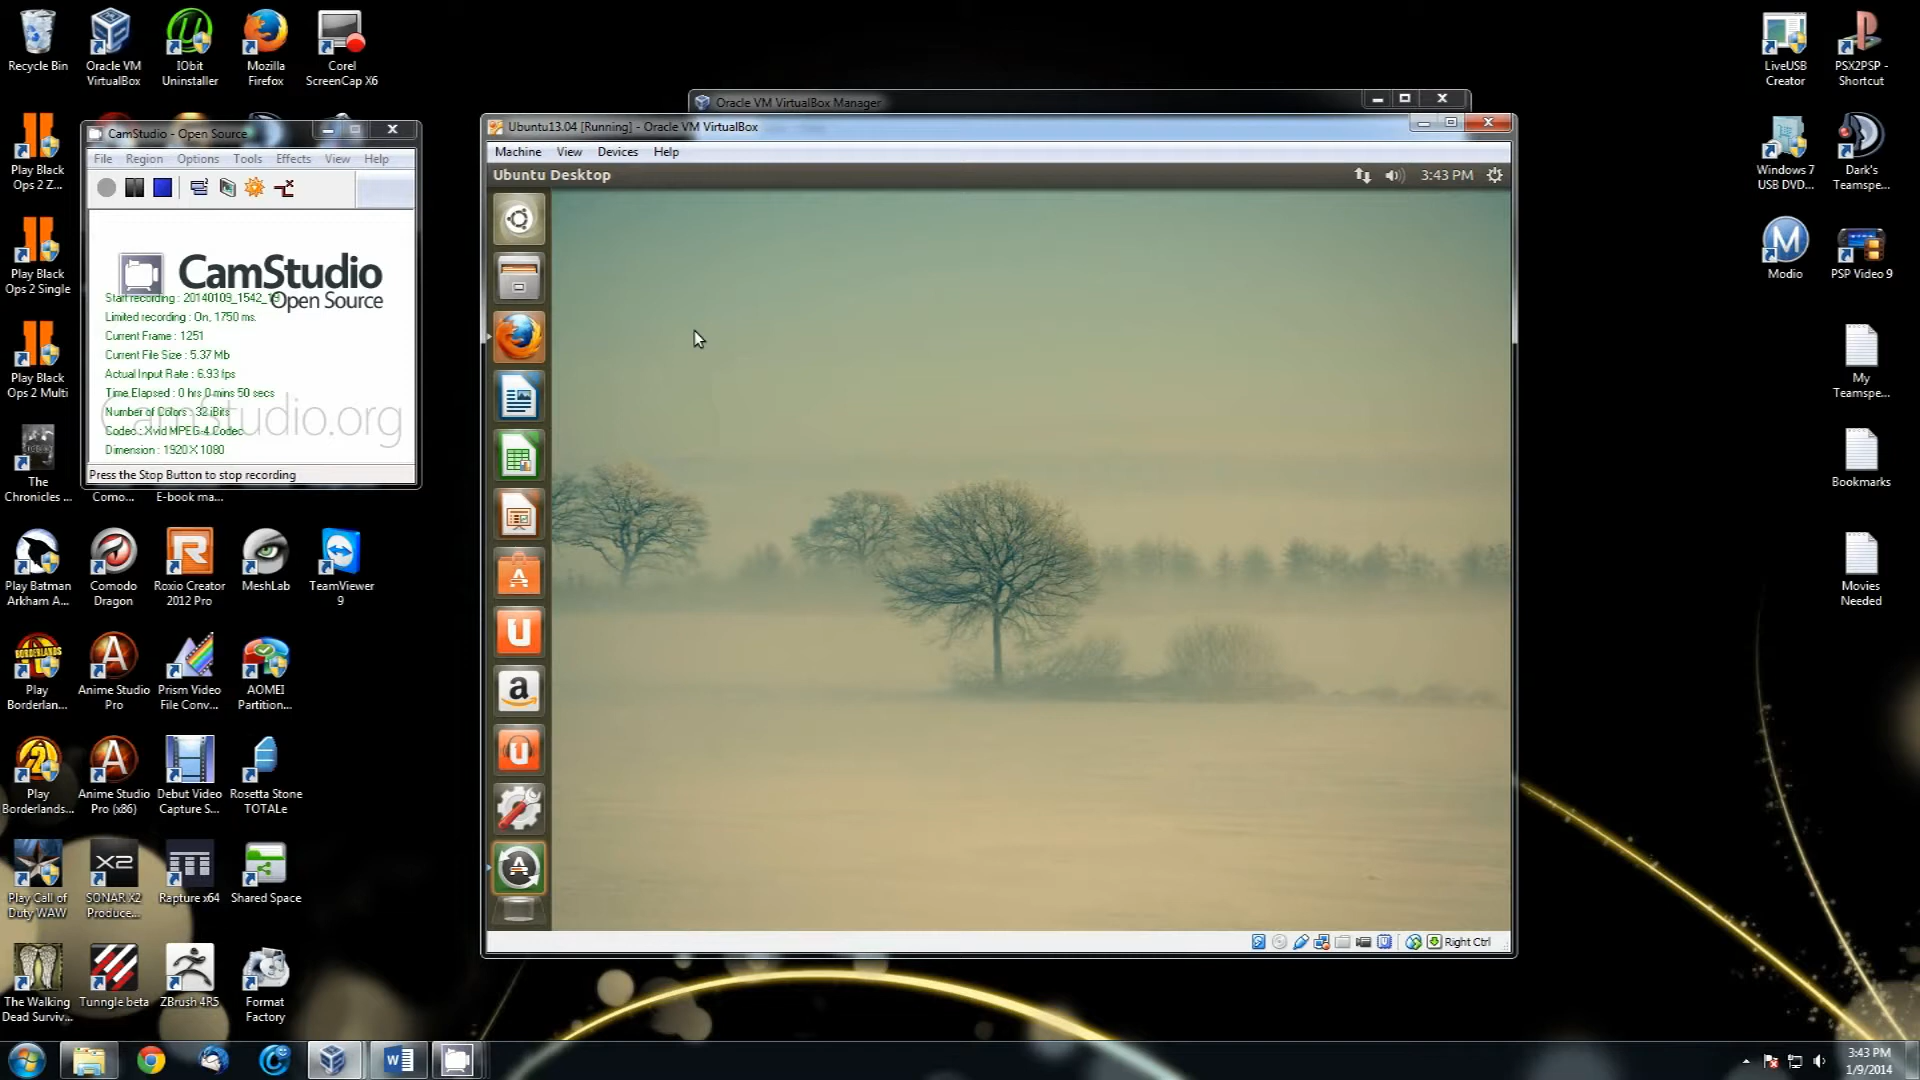 Recycle Bin
Oracle VM
VirtualBox
IObit
Uninstaller
Mozilla
Firefox
Corel
ScreenCap X6
LiveUSB
Creator
PSX2PSP -
Shortcut
Play Black
Ops 2 Z...
Play Black
Ops 2 Single
Play Black
Ops 2 Multi
The
Chronicles ...
Como...
E-book ma...
CamStudio - Open Source
File Region Options Tools Effects View Help
CamStudio
Open Source
Start recording : 20140109_1542_
Limited recording : On, 1750 ms.
Current Frame : 1251
Current File Size : 5.37 Mb
Actual Input Rate : 6.93 fps
Time Elapsed : 0 hrs 0 mins 50 secs
Number of Colors : 32 Bits
CamStudio.org
Codec : Xvid MPEG-4 Codec
Dimension : 1920 X 1080
Press the Stop Button to stop recording
Oracle VM VirtualBox Manager
Ubuntu13.04 [Running] - Oracle VM VirtualBox
Machine View Devices Help
Ubuntu Desktop
3:43 PM
Right Ctrl
Windows 7
USB DVD...
Dark's
Teamspe...
Modio
PSP Video 9
My
Teamspe...
Bookmarks
Movies
Needed
Play Batman
Arkham A...
Comodo
Dragon
Roxio Creator
2012 Pro
MeshLab
TeamViewer
9
Play
Borderlan...
Anime Studio
Pro
Prism Video
File Conv...
AOMEI
Partition...
Play
Borderlands...
Anime Studio
Pro (x86)
Debut Video
Capture S...
Rosetta Stone
TOTALe
X2
Play Call of
Duty WAW
SONAR X2
Produce...
Rapture x64
Shared Space
The Walking
Dead Surviv...
Tunngle beta
ZBrush 4R5
Format
Factory
3:43 PM
1/9/2014